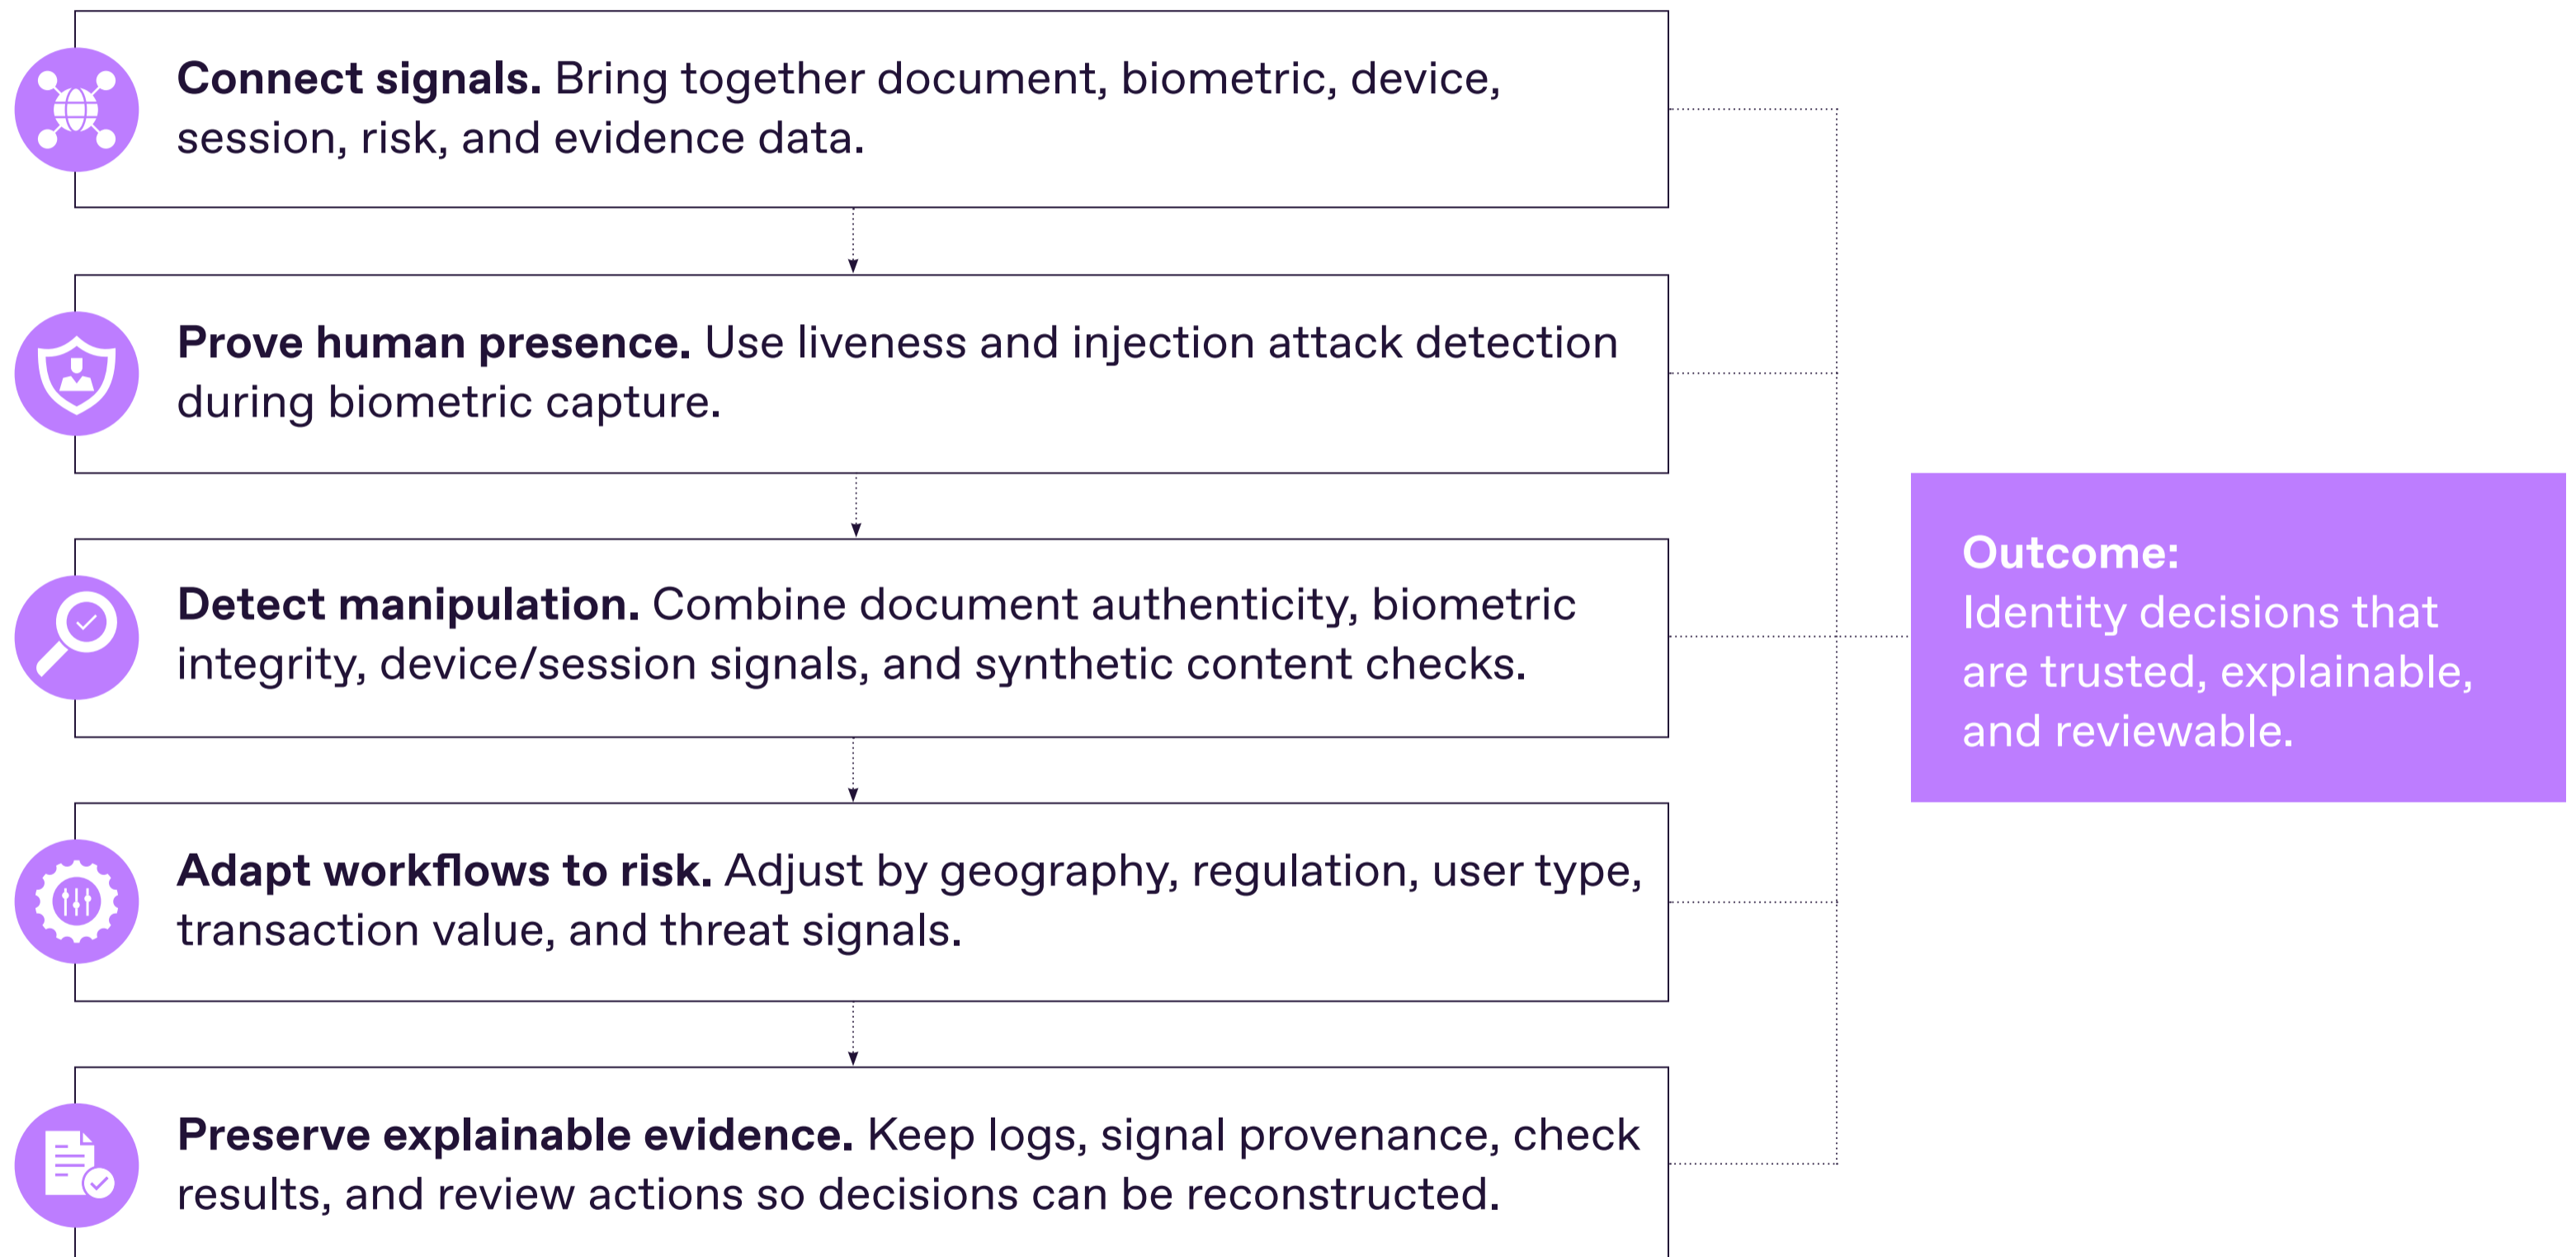 Connect signals. Bring together document, biometric, device,
session, risk, and evidence data.
Prove human presence. Use liveness and injection attack detection
during biometric capture.
Detect manipulation. Combine document authenticity, biometric
integrity, device/session signals, and synthetic content checks.
Adapt workflows to risk. Adjust by geography, regulation, user type,
transaction value, and threat signals.
Preserve explainable evidence. Keep logs, signal provenance, check
results, and review actions so decisions can be reconstructed.
Outcome:
Identity decisions that
are trusted, explainable,
and reviewable.